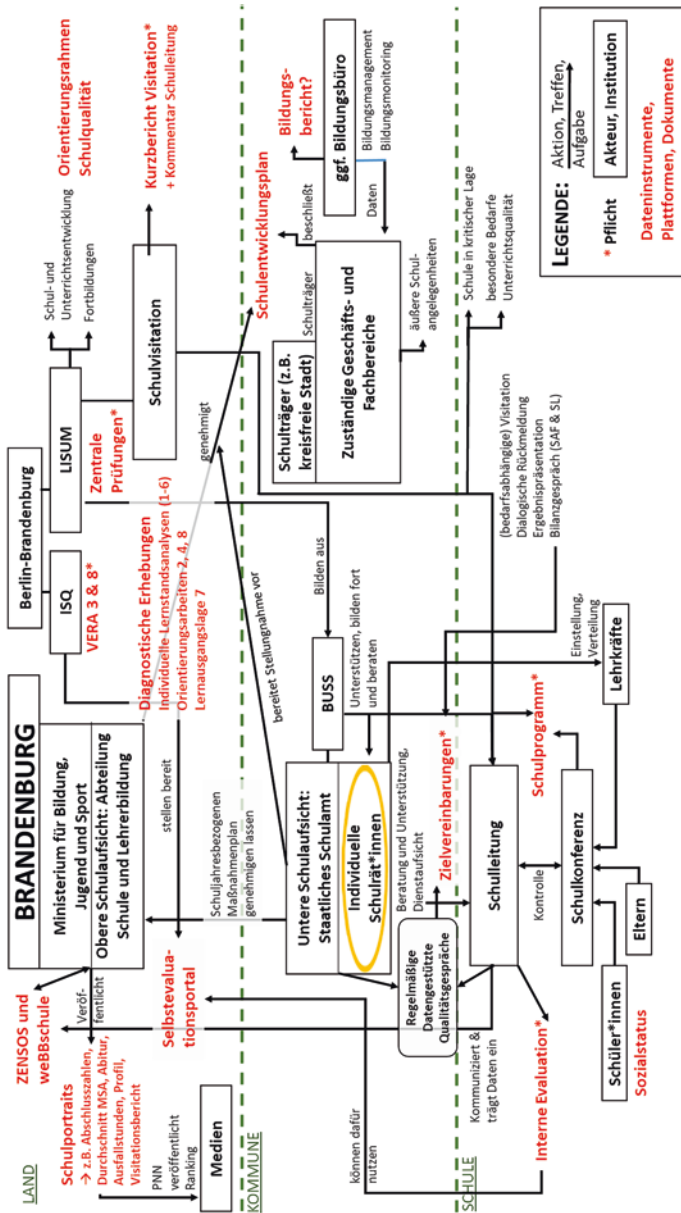 BRANDENBURG
LAND
ZENSOS und
weBBschule
Ministerium für Bildung,
Jugend und Sport
Obere Schulaufsicht: Abteilung
Schule und Lehrerbildung
Veröf-
fentlicht
Schulportraits
→ z.B. Abschlusszahlen,
Durchschnitt MSA, Abitur,
Ausfallstunden, Profil,
Visitationsbericht
PNN
veröffentlicht
Ranking
Medien
Berlin-Brandenburg
ISQ
LISUM
VERA 3 & 8*
Zentrale
Prüfungen*
Schul- und
Unterrichtsentwicklung
Fortbildungen
Orientierungsrahmen
Schulqualität
Schulvisitation
Kurzbericht Visitation*
+ Kommentar Schulleitung
Diagnostische Erhebungen
Individuelle Lernstandsanalysen (1-6)
Orientierungsarbeiten 2, 4, 8
Lernausgangslage 7
stellen bereit
Selbstevalua-
tionsportal
Schuljahresbezogenen
Maßnahmenplan
genehmigen lassen
bereitet Stellungnahme vor
genehmigt
KOMMUNE
Untere Schulaufsicht:
Staatliches Schulamt
Individuelle
Schulrät*innen
BUSS
Bilden aus
Unterstützen, bilden fort
und beraten
Schulentwicklungsplan
Schulträger
beschließt
Schulträger (z.B.
kreisfreie Stadt)
Zuständige Geschäfts- und
Fachbereiche
äußere Schul-
angelegenheiten
Bildungs-
bericht?
ggf. Bildungsbüro
Daten
Bildungsmanagement
Bildungsmonitoring
können dafür
nutzen
Regelmäßige
Datengestützte
Qualitätsgespräche
Beratung und Unterstützung,
Dienstaufsicht
Zielvereinbarungen*
SCHULE
Kommuniziert &
trägt Daten ein
Interne Evaluation*
Schulleitung
Kontrolle
Schulkonferenz
Schulprogramm*
Schüler*innen
Sozialstatus
Eltern
Lehrkräfte
Einstellung,
Verteilung
(bedarfsabhängige) Visitation
Dialogische Rückmeldung
Ergebnispräsentation
Bilanzgespräch (SAF & SL)
Schule in kritischer Lage
besondere Bedarfe
Unterrichtsqualität
LEGENDE:
Aktion, Treffen,
Aufgabe
* Pflicht
Akteur, Institution
Dateninstrumente,
Plattformen, Dokumente